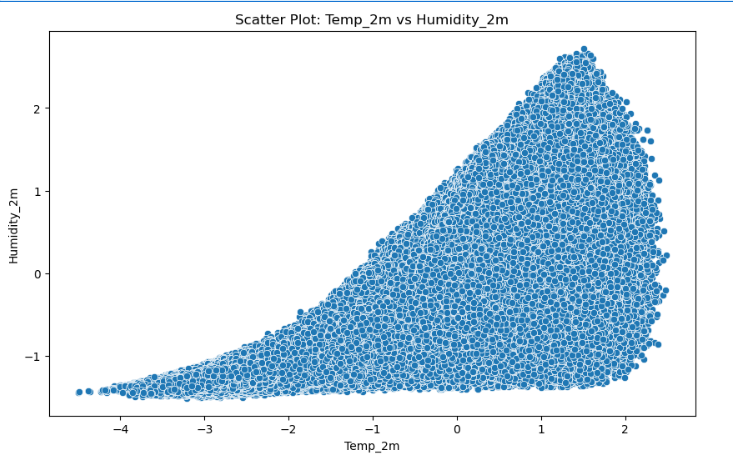 Scatter Plot: Temp_2m vs Humidity_2m
2
1
0
−1
Humidity_2m
−4 −3 −2 −1 0 1 2
Temp_2m